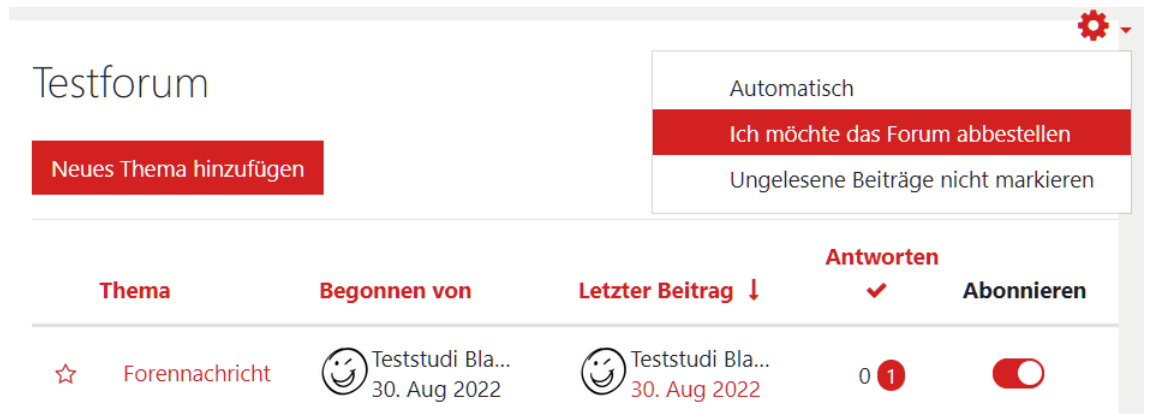 Testforum
Automatisch
Ich möchte das Forum abbestellen
Neues Thema hinzufügen
Ungelesene Beiträge nicht markieren
Antworten
Thema Begonnen von Letzter Beitrag Abonnieren
Teststudi Bla... Teststudi Bla...
Forennachricht 0 1
30. Aug 2022 30. Aug 2022